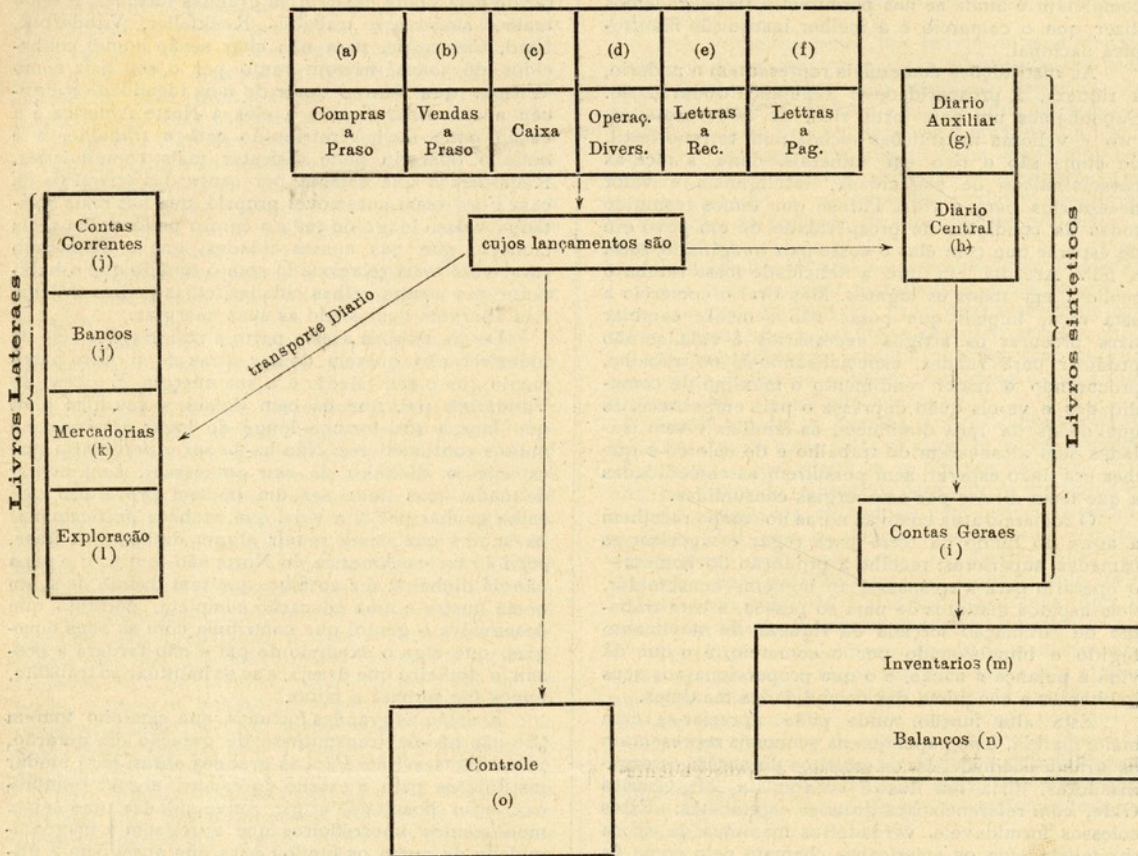 (a)
(b)
(c)
(d)
(e)
(f)
Compras
a
Praso
Vendas
a
Praso
Caixa
Operaç.
Divers.
Lettras
a
Rec.
Lettras
a
Pag.
Diario
Auxiliar
(g)
Diario
Central
(h)
cujos lançamentos são
transporte Diario
Livros Lateraes
Contas
Correntes
(j)
Bancos
(j)
Mercadorias
(k)
Exploração
(l)
Livros sinteticos
Contas Geraes
(i)
Inventarios (m)
Balanços (n)
Controle
(o)